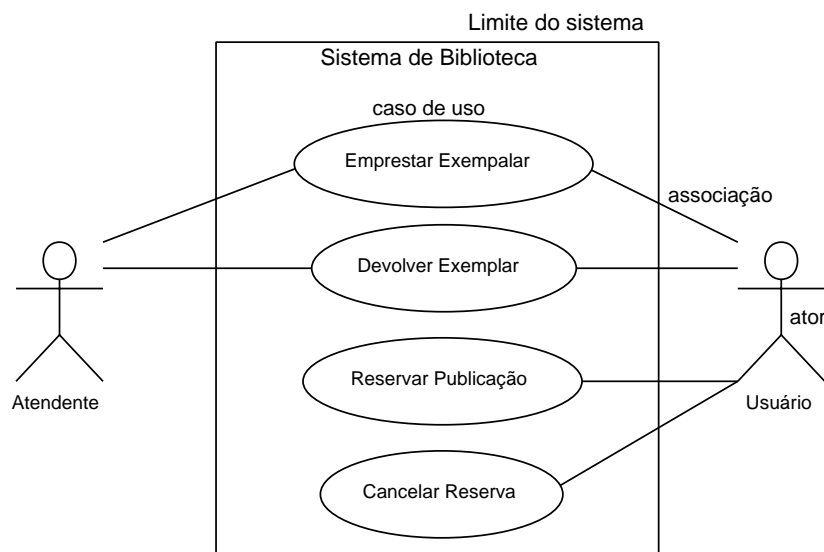 Limite do sistema
Sistema de Biblioteca
caso de uso
Emprestar Exempalar
associação
Devolver Exemplar
ator
Reservar Publicação
Atendente
Usuário
Cancelar Reserva